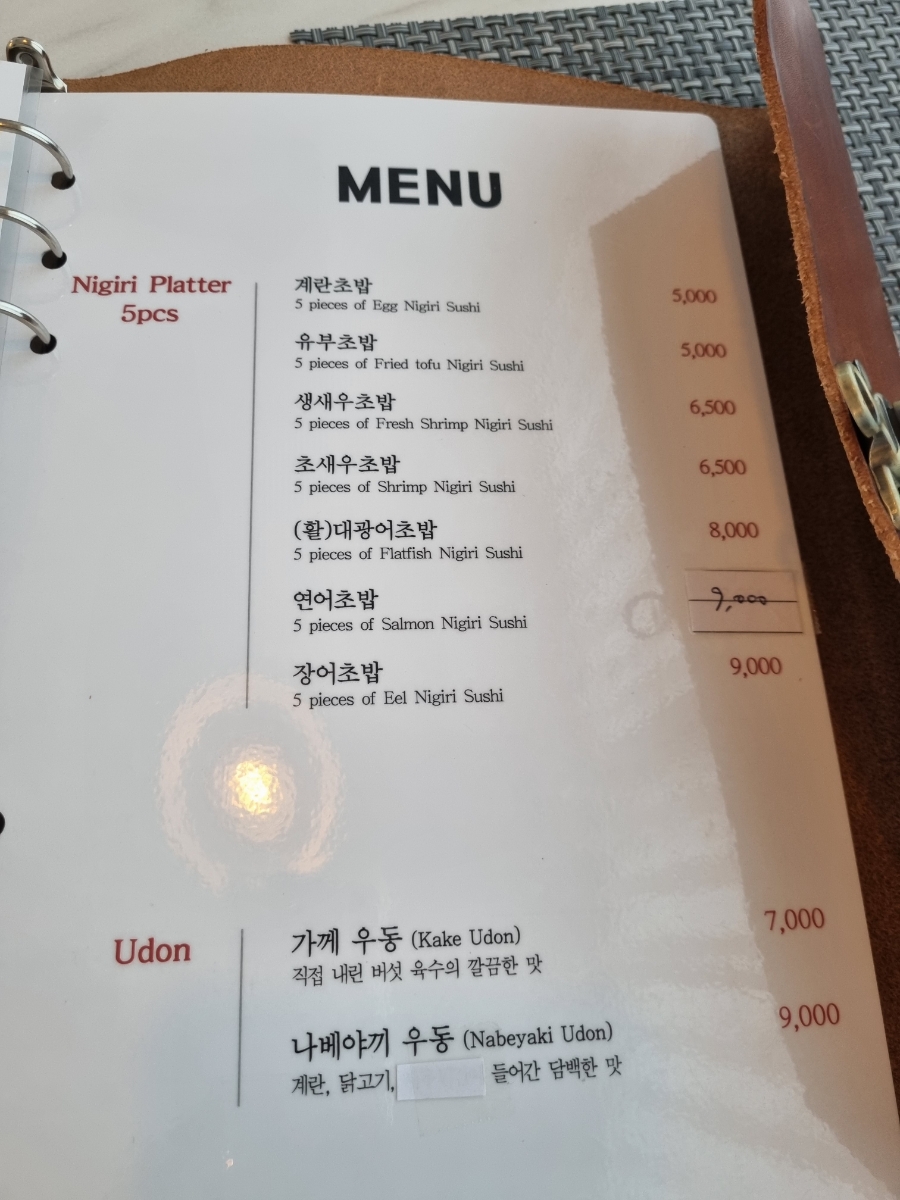 MENU
Nigiri Platter
5pcs
계란초밥
5 pieces of Egg Nigiri Sushi
5,000
유부초밥
5 pieces of Fried tofu Nigiri Sushi
5,000
생새우초밥
5 pieces of Fresh Shrimp Nigiri Sushi
6,500
초새우초밥
5 pieces of Shrimp Nigiri Sushi
6,500
(활)대광어초밥
5 pieces of Flatfish Nigiri Sushi
8,000
연어초밥
5 pieces of Salmon Nigiri Sushi
9,000
장어초밥
5 pieces of Eel Nigiri Sushi
9,000
Udon
가께 우동 (Kake Udon)
7,000
직접 내린 버섯 육수의 깔끔한 맛
나베야끼 우동 (Nabeyaki Udon)
9,000
계란, 닭고기, 들어간 담백한 맛